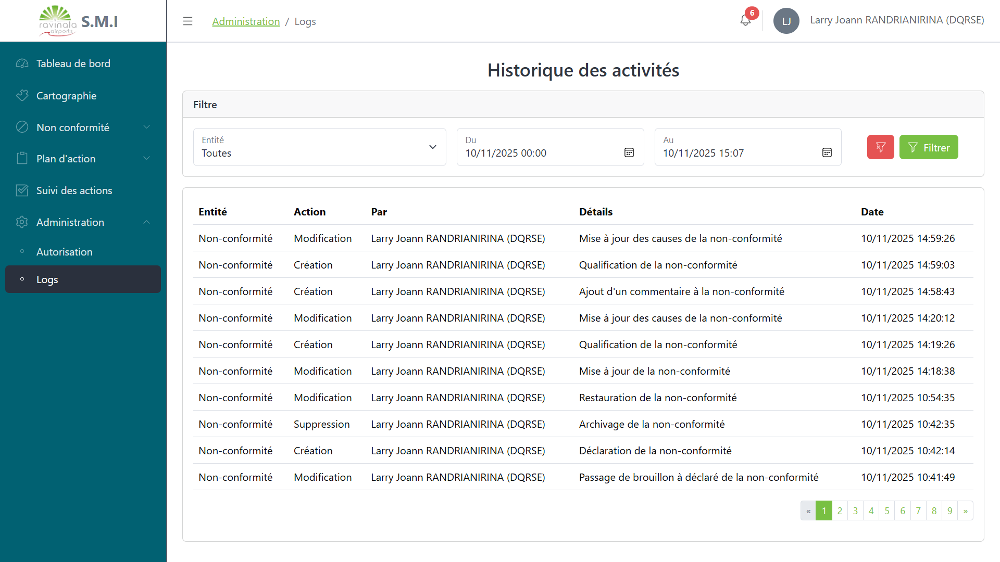 ravinala
airports
S.M.I
Administration / Logs
6
LJ
Larry Joann RANDRIANIRINA (DQRSE)
Tableau de bord
Cartographie
Non conformité
Plan d'action
Suivi des actions
Administration
Autorisation
Logs
Historique des activités
Filtre
Entité
Toutes
Du
10/11/2025 00:00
Au
10/11/2025 15:07
Filtrer
Entité Action Par Détails Date
Non-conformité Modification Larry Joann RANDRIANIRINA (DQRSE) Mise à jour des causes de la non-conformité 10/11/2025 14:59:26
Non-conformité Création Larry Joann RANDRIANIRINA (DQRSE) Qualification de la non-conformité 10/11/2025 14:59:03
Non-conformité Création Larry Joann RANDRIANIRINA (DQRSE) Ajout d'un commentaire à la non-conformité 10/11/2025 14:58:43
Non-conformité Modification Larry Joann RANDRIANIRINA (DQRSE) Mise à jour des causes de la non-conformité 10/11/2025 14:20:12
Non-conformité Création Larry Joann RANDRIANIRINA (DQRSE) Qualification de la non-conformité 10/11/2025 14:19:26
Non-conformité Modification Larry Joann RANDRIANIRINA (DQRSE) Mise à jour de la non-conformité 10/11/2025 14:18:38
Non-conformité Modification Larry Joann RANDRIANIRINA (DQRSE) Restauration de la non-conformité 10/11/2025 10:54:35
Non-conformité Suppression Larry Joann RANDRIANIRINA (DQRSE) Archivage de la non-conformité 10/11/2025 10:42:35
Non-conformité Création Larry Joann RANDRIANIRINA (DQRSE) Déclaration de la non-conformité 10/11/2025 10:42:14
Non-conformité Modification Larry Joann RANDRIANIRINA (DQRSE) Passage de brouillon à déclaré de la non-conformité 10/11/2025 10:41:49
« 1 2 3 4 5 6 7 8 9 »